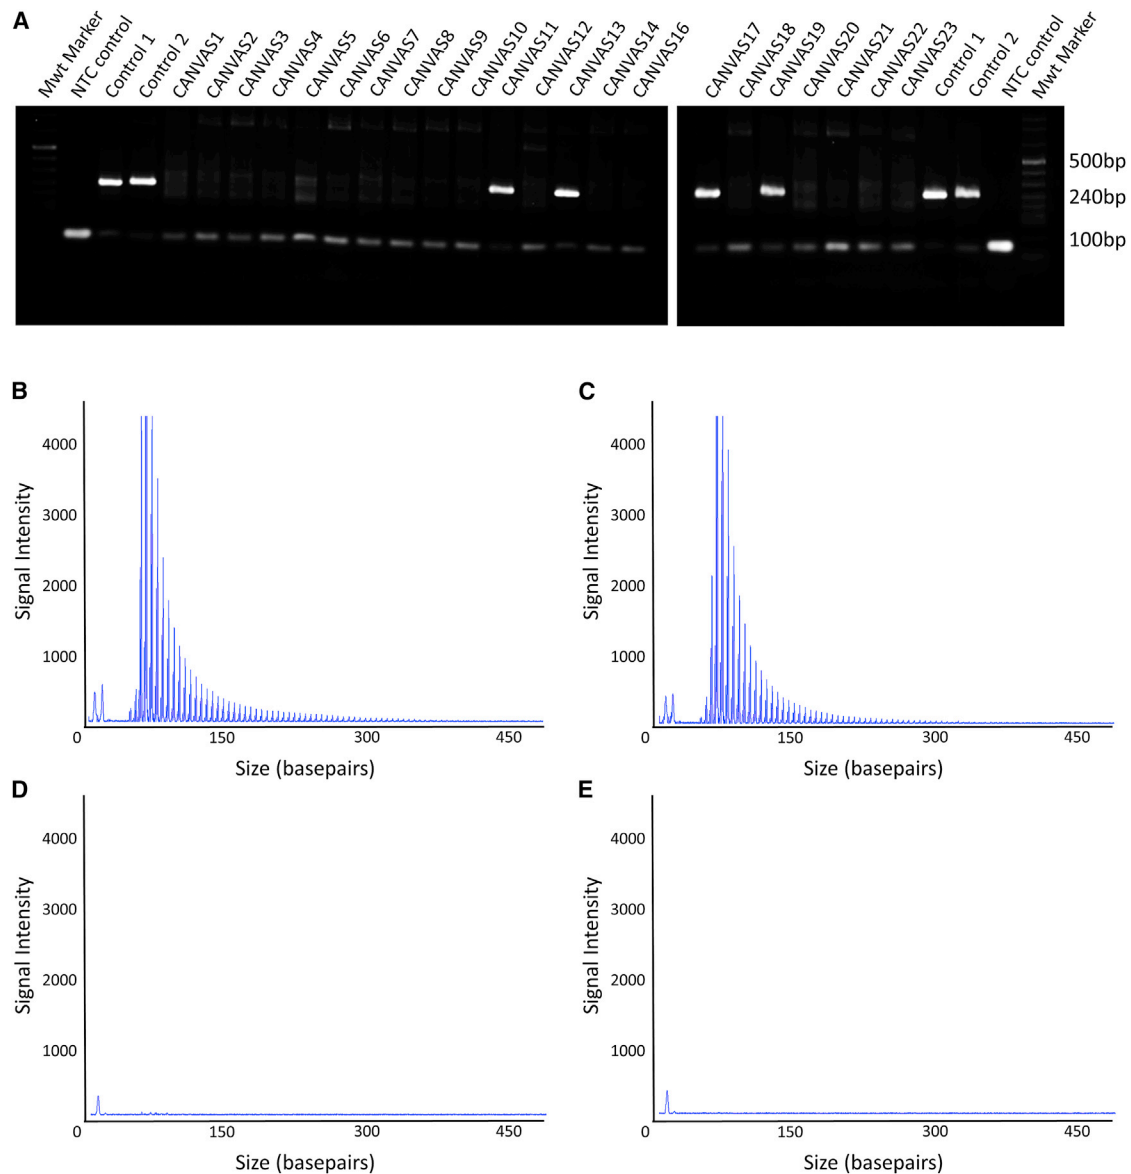 A
Mwt Marker
NTC control
Control 1
Control 2
CANVAS1
CANVAS2
CANVAS3
CANVAS4
CANVAS5
CANVAS6
CANVAS7
CANVAS8
CANVAS9
CANVAS10
CANVAS11
CANVAS12
CANVAS13
CANVAS14
CANVAS16
CANVAS17
CANVAS18
CANVAS19
CANVAS20
CANVAS21
CANVAS22
CANVAS23
Control 1
Control 2
NTC control
Mwt Marker
500bp
240bp
100bp
B
Signal Intensity
4000
3000
2000
1000
0 150 300 450
Size (basepairs)
C
Signal Intensity
4000
3000
2000
1000
0 150 300 450
Size (basepairs)
D
Signal Intensity
4000
3000
2000
1000
0 150 300 450
Size (basepairs)
E
Signal Intensity
4000
3000
2000
1000
0 150 300 450
Size (basepairs)